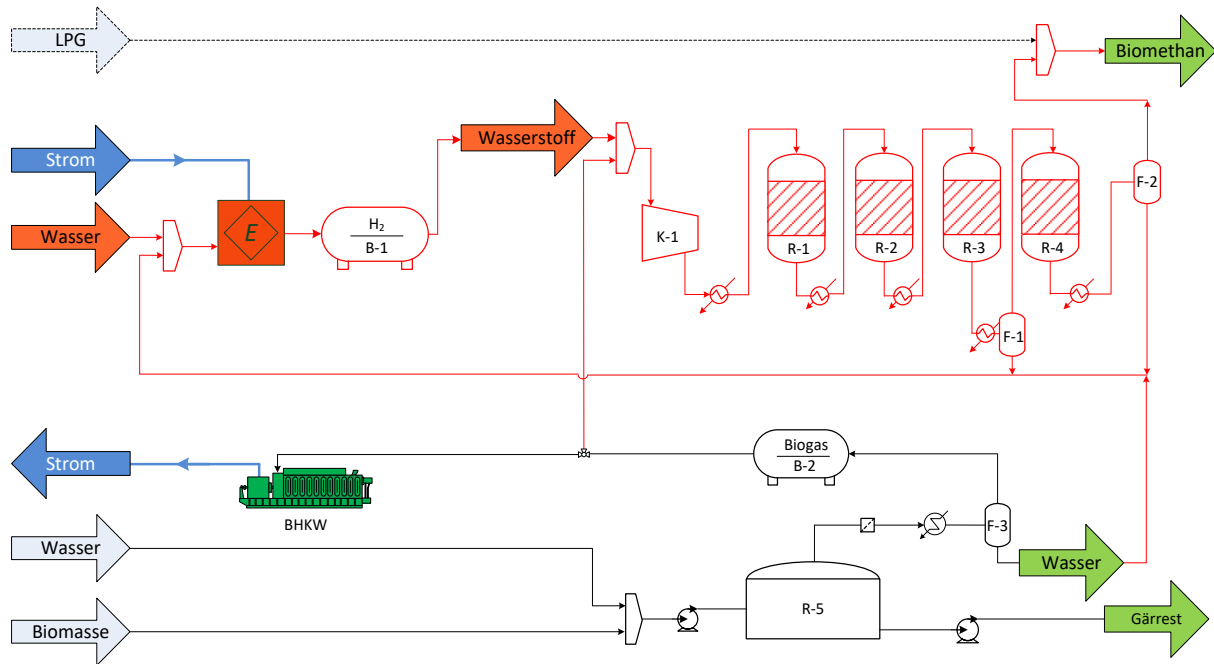 LPG
Biomethan
Strom
Wasserstoff
Wasser
E
H₂
B-1
K-1
R-1
R-2
R-3
R-4
F-2
F-1
Strom
BHKW
Biogas
B-2
F-3
Wasser
Wasser
Biomasse
R-5
Gärrest